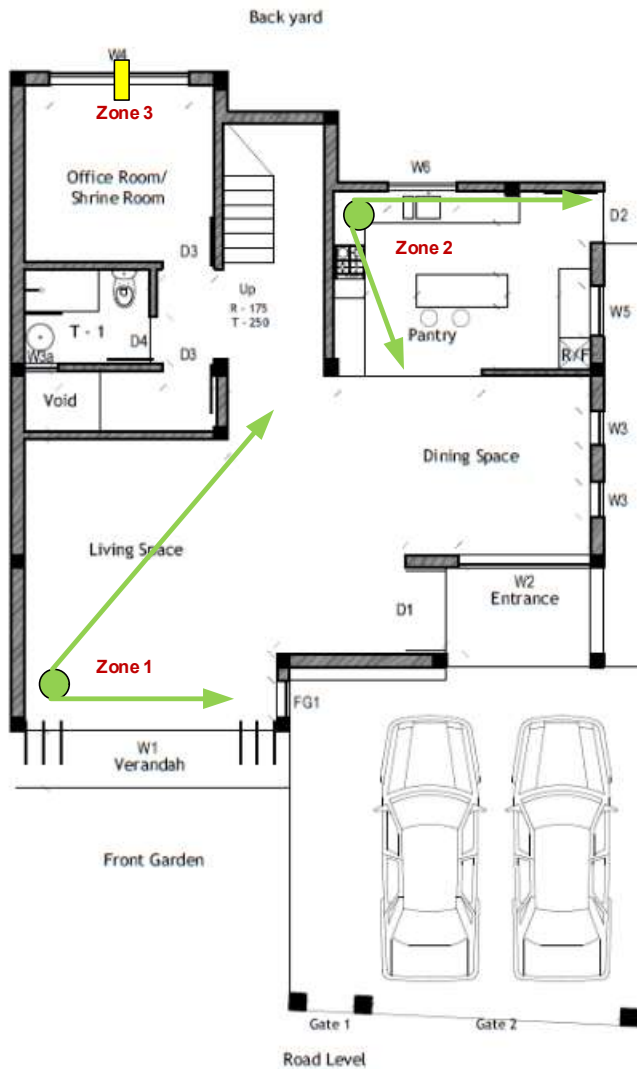 Back yard
W4
Zone 3
Office Room/
Shrine Room
W6
D2
Zone 2
D3
Up
R - 175
T - 250
T - 1
D4
W5
D3
W3a
Pantry
R/F
Void
W3
Dining Space
W3
Living Space
W2
Entrance
D1
Zone 1
FG1
W1
Verandah
Front Garden
Gate 1
Gate 2
Road Level